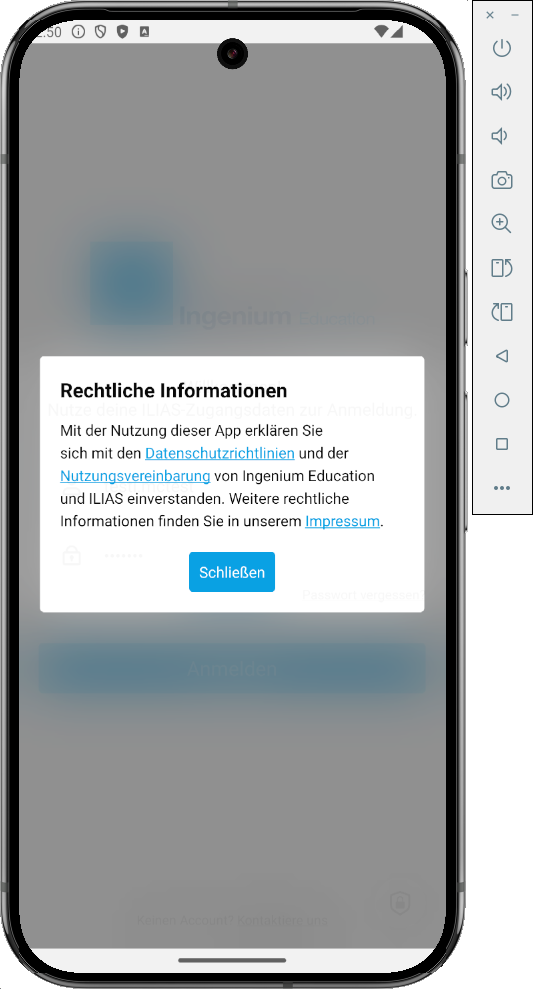 :50
Ingenium Education
Rechtliche Informationen
Nutze deine ILIAS-Zugangsdaten zur Anmeldung.
Mit der Nutzung dieser App erklären Sie
sich mit den Datenschutzrichtlinien und der
Nutzungsvereinbarung von Ingenium Education
und ILIAS einverstanden. Weitere rechtliche
Informationen finden Sie in unserem Impressum.
Schließen
Passwort vergessen?
Anmelden
Keinen Account? Kontaktiere uns